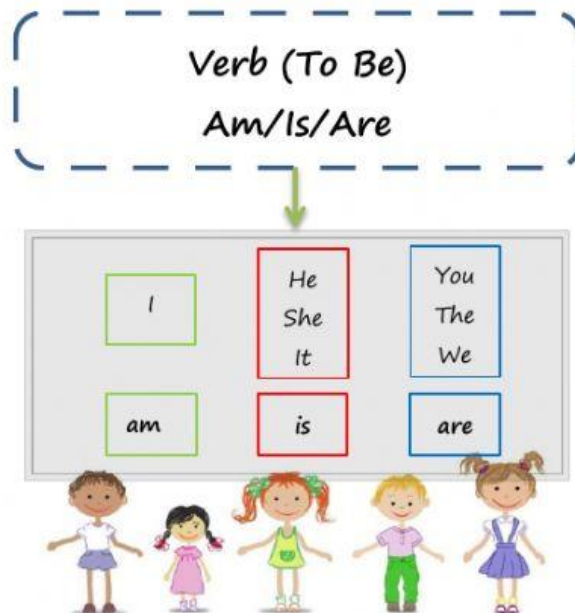 Verb (To Be)
Am/Is/Are
I
He
She
It
You
The
We
am
is
are